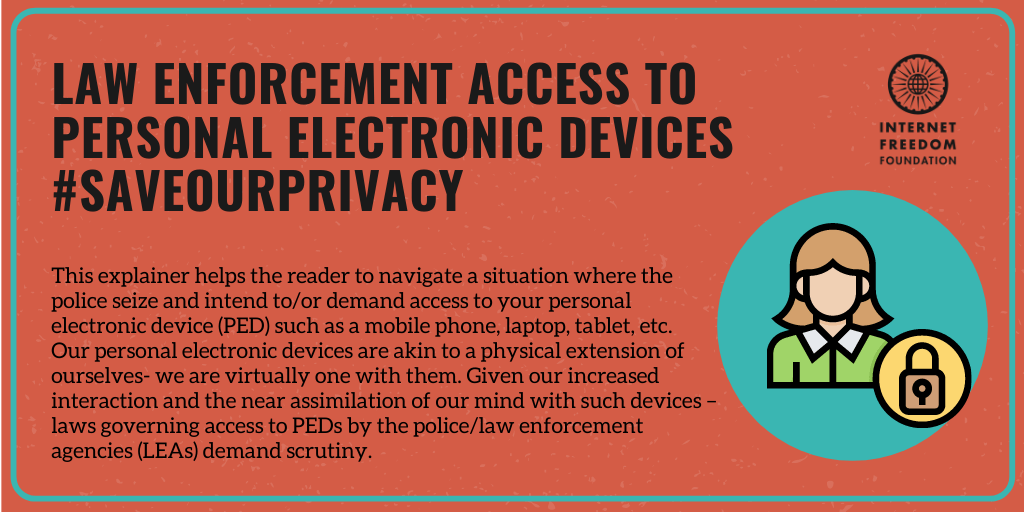 LAW ENFORCEMENT ACCESS TO
PERSONAL ELECTRONIC DEVICES
#SAVEOURPRIVACY
INTERNET
FREEDOM
FOUNDATION
This explainer helps the reader to navigate a situation where the
police seize and intend to/or demand access to your personal
electronic device (PED) such as a mobile phone, laptop, tablet, etc.
Our personal electronic devices are akin to a physical extension of
ourselves- we are virtually one with them. Given our increased
interaction and the near assimilation of our mind with such devices –
laws governing access to PEDs by the police/law enforcement
agencies (LEAs) demand scrutiny.